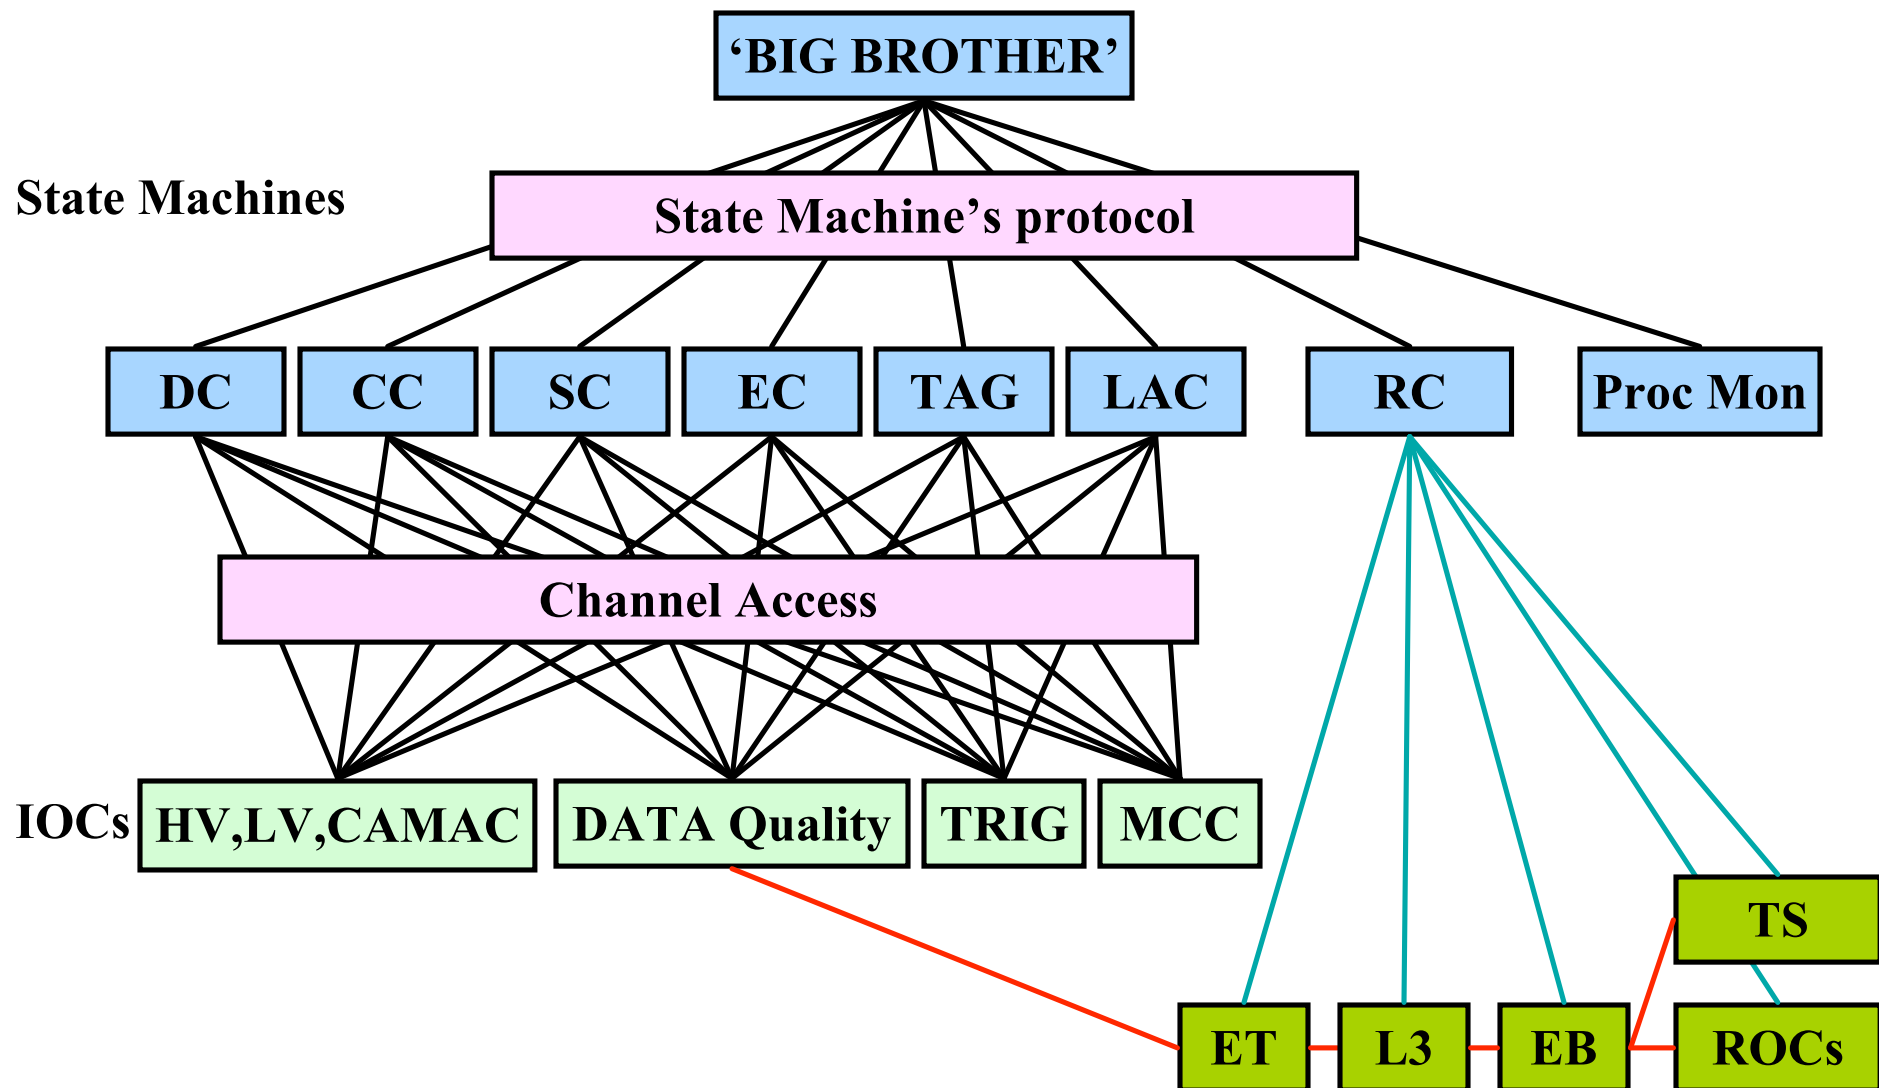 ‘BIG BROTHER’
State Machines
State Machine’s protocol
DC
CC
SC
EC
TAG
LAC
RC
Proc Mon
Channel Access
IOCs
HV,LV,CAMAC
DATA Quality
TRIG
MCC
TS
ET
L3
EB
ROCs